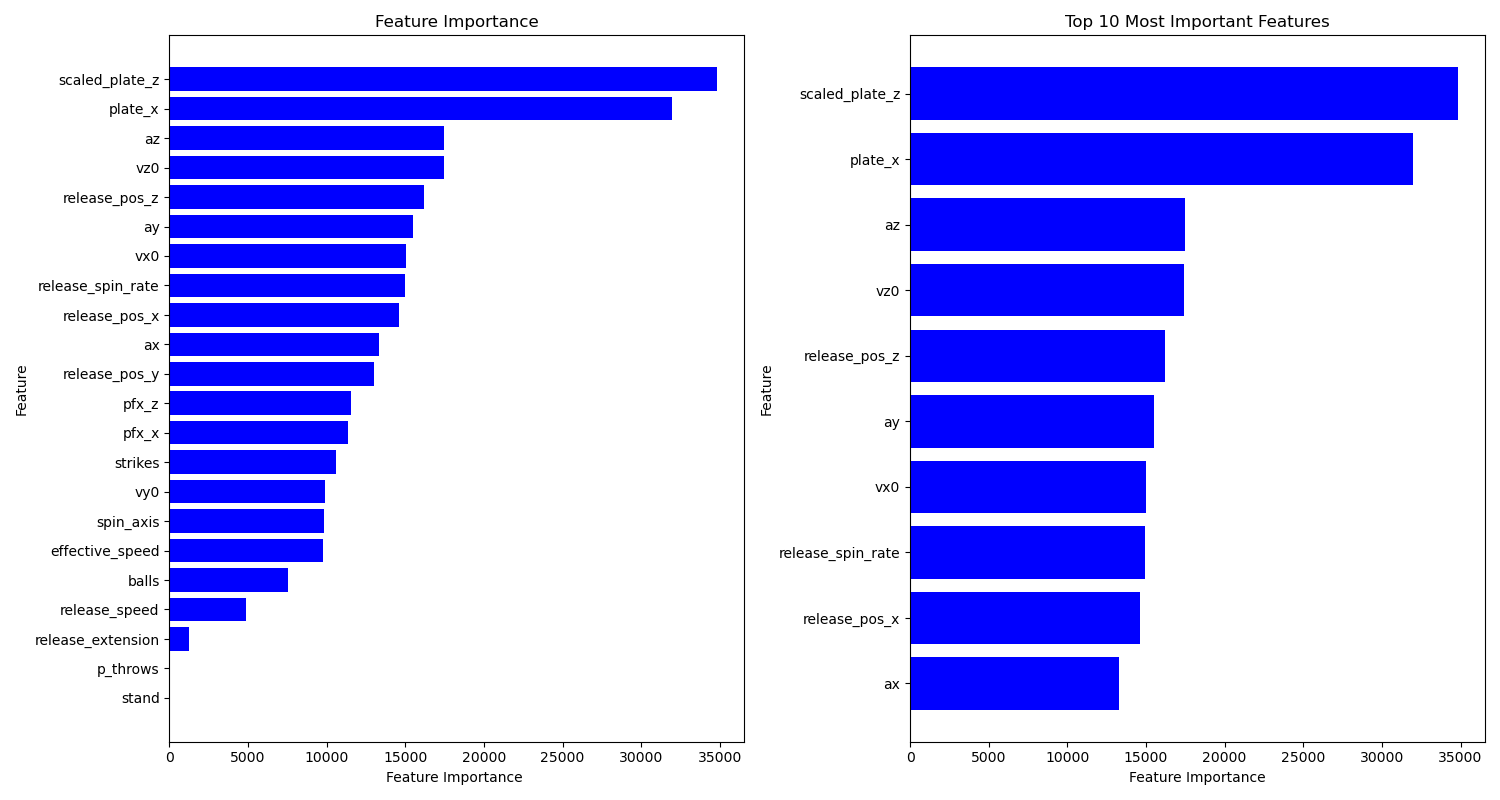 Feature Importance
scaled_plate_z
plate_x
az
vz0
release_pos_z
ay
vx0
release_spin_rate
release_pos_x
ax
release_pos_y
pfx_z
pfx_x
strikes
vy0
spin_axis
effective_speed
balls
release_speed
release_extension
p_throws
stand
Feature
0 5000 10000 15000 20000 25000 30000 35000
Feature Importance
Top 10 Most Important Features
scaled_plate_z
plate_x
az
vz0
release_pos_z
ay
vx0
release_spin_rate
release_pos_x
ax
Feature
0 5000 10000 15000 20000 25000 30000 35000
Feature Importance